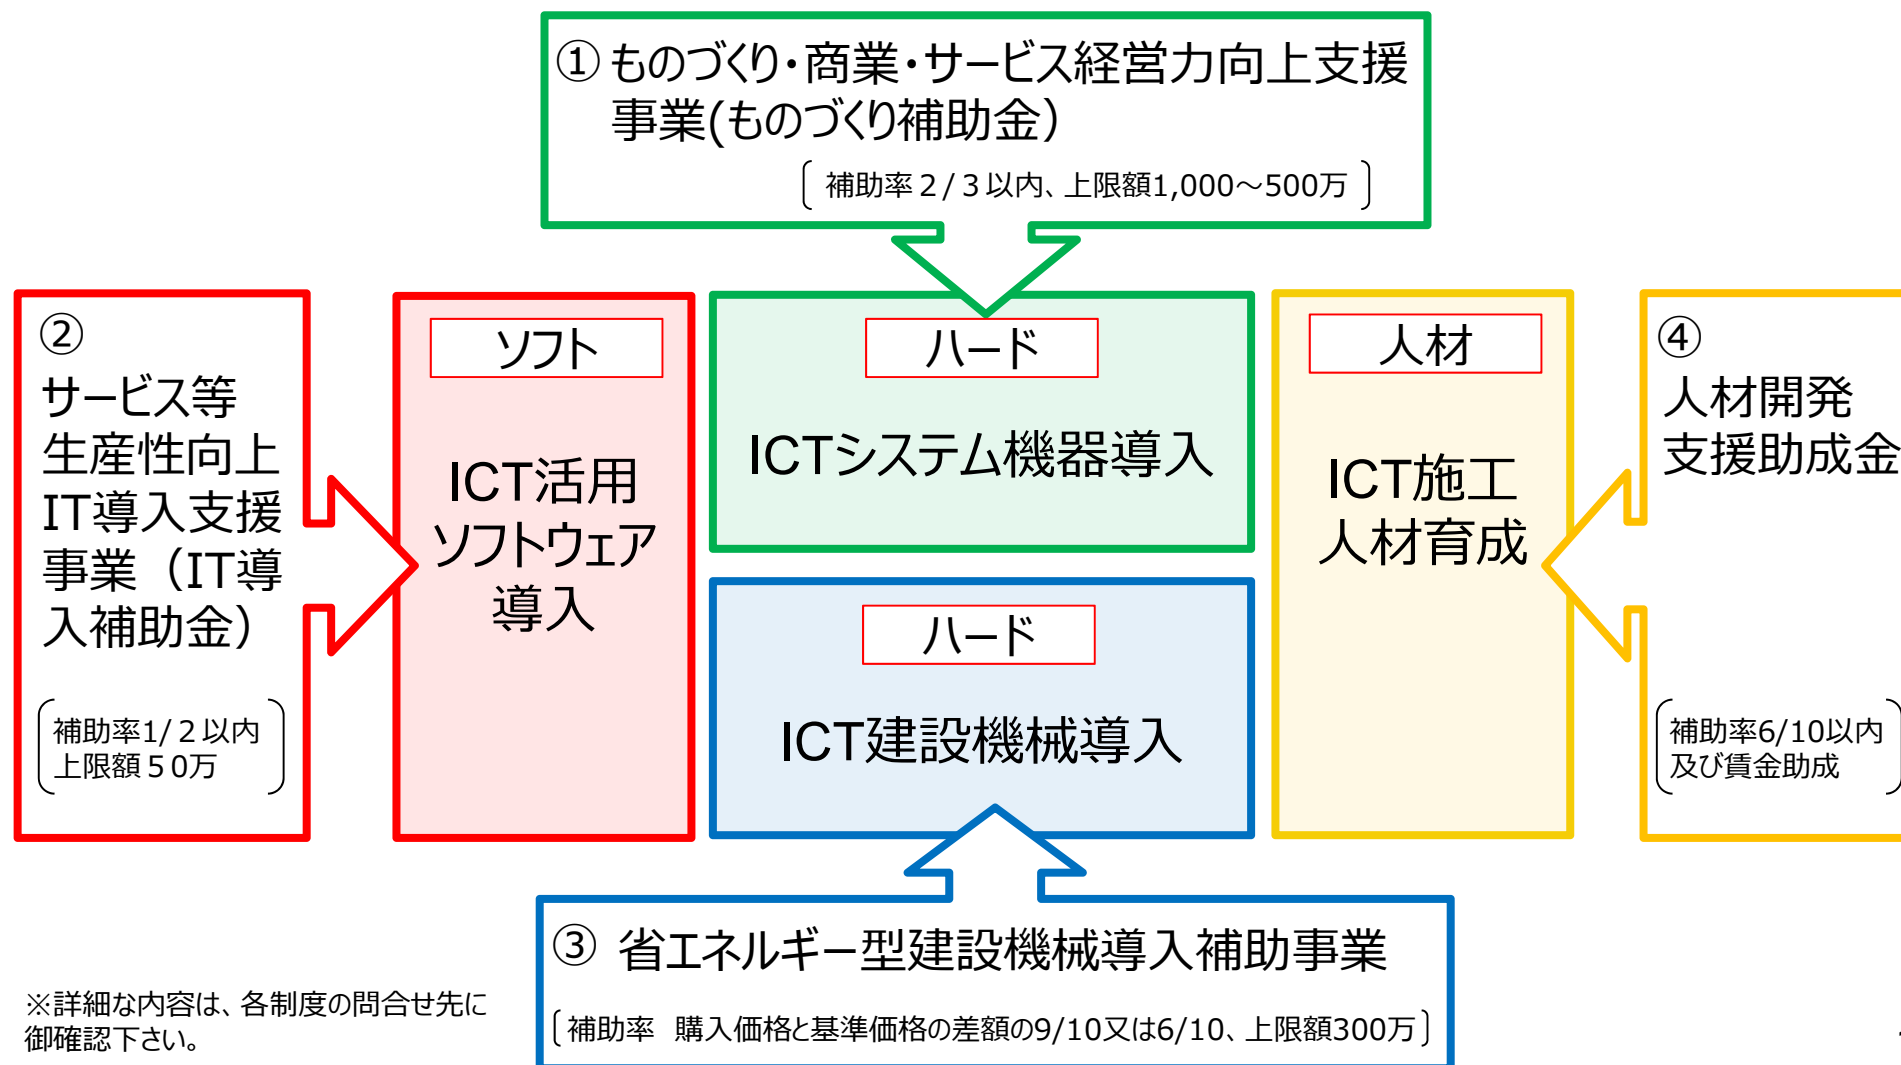 ① ものづくり・商業・サービス経営力向上支援
事業(ものづくり補助金）
補助率２/３以内、上限額1,000～500万
②
サービス等
生産性向上
IT導入支援
事業（IT導
入補助金）
補助率1/２以内
上限額５0万
ソフト
ICT活用
ソフトウェア
導入
ハード
ICTシステム機器導入
ハード
ICT建設機械導入
人材
ICT施工
人材育成
④
人材開発
支援助成金
補助率6/10以内
及び賃金助成
③ 省エネルギー型建設機械導入補助事業
補助率　購入価格と基準価格の差額の9/10又は6/10、上限額300万
※詳細な内容は、各制度の問合せ先に
御確認下さい。